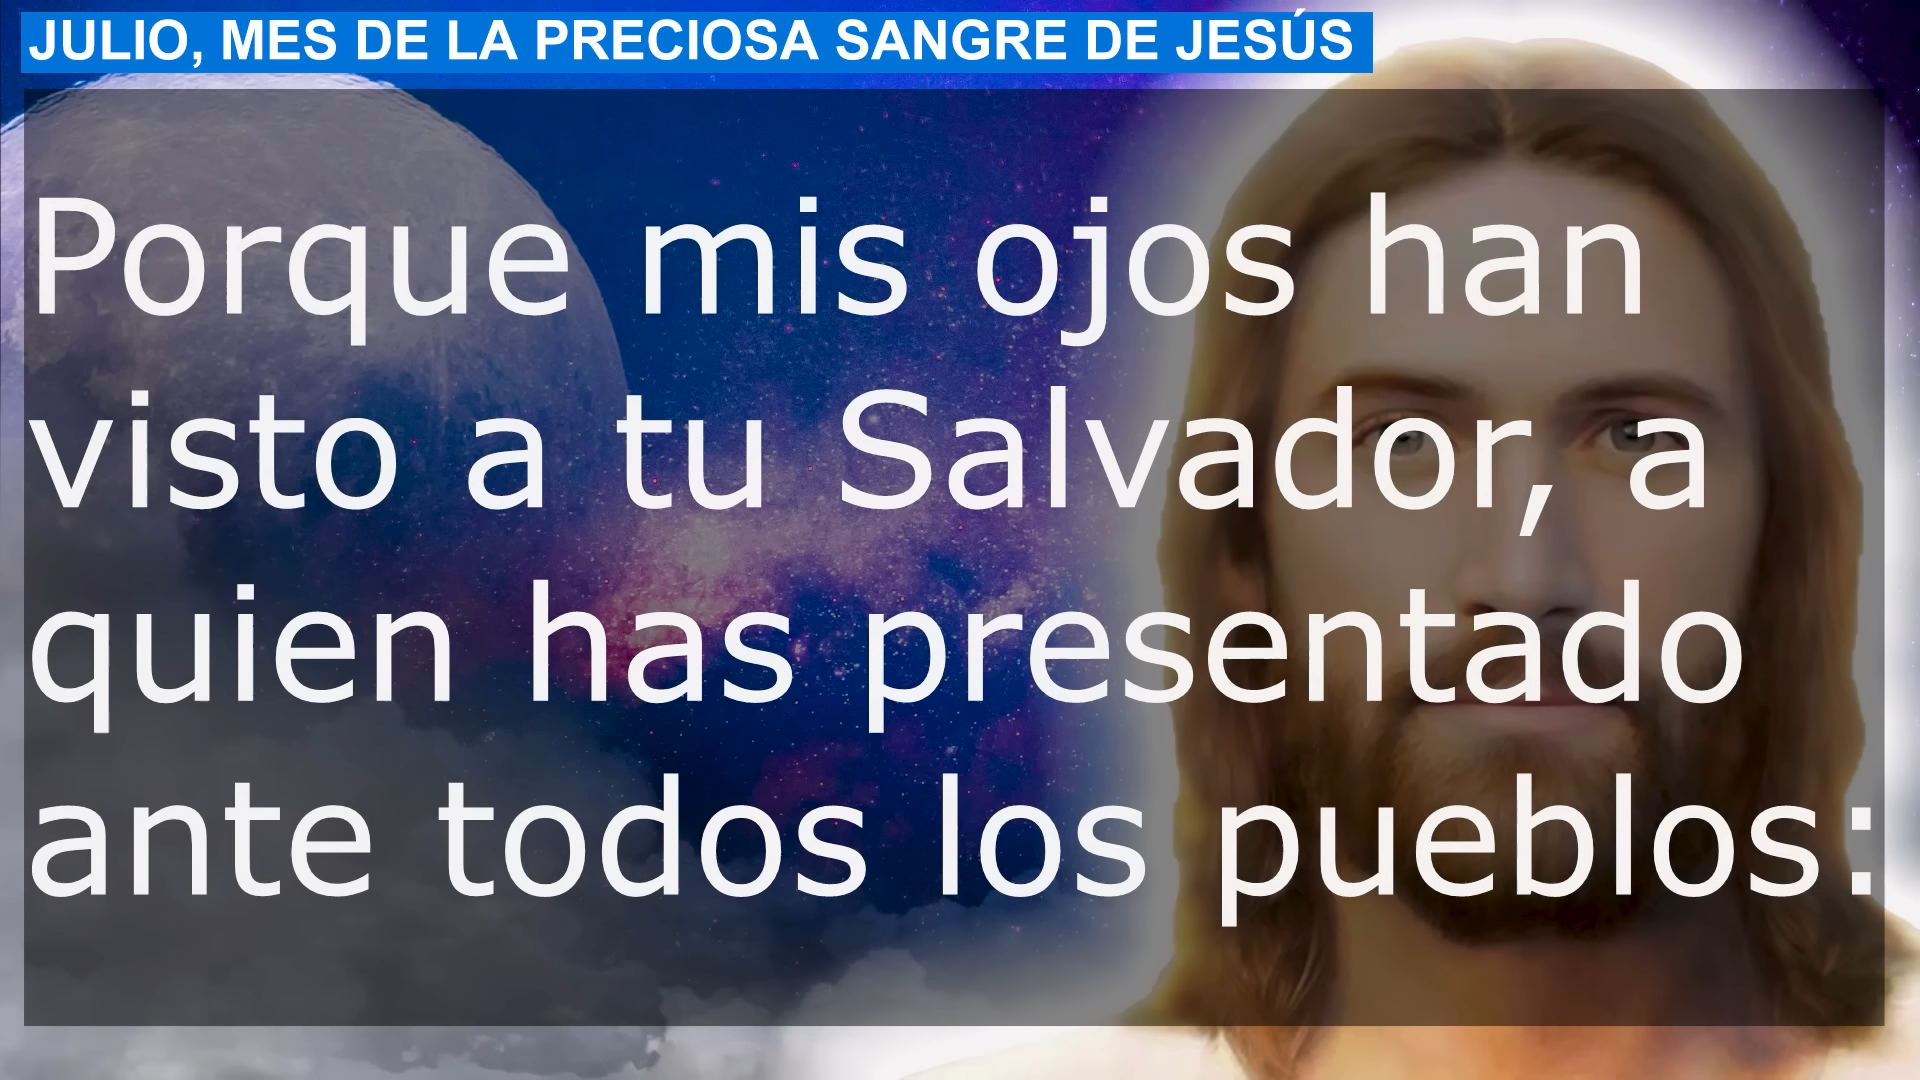 JULIO, MES DE LA PRECIOSA SANGRE DE JESÚS
Porque mis ojos han
visto a tu Salvador, a
quien has presentado
ante todos los pueblos: